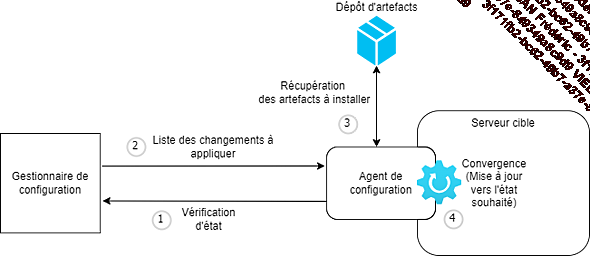 Dépôt d'artefacts
Récupération
des artefacts à installer
3
Serveur cible
2
Liste des changements à
appliquer
Gestionnaire de
configuration
Agent de
configuration
Convergence
(Mise à jour
vers l'état
souhaité)
1
Vérification
d'état
4